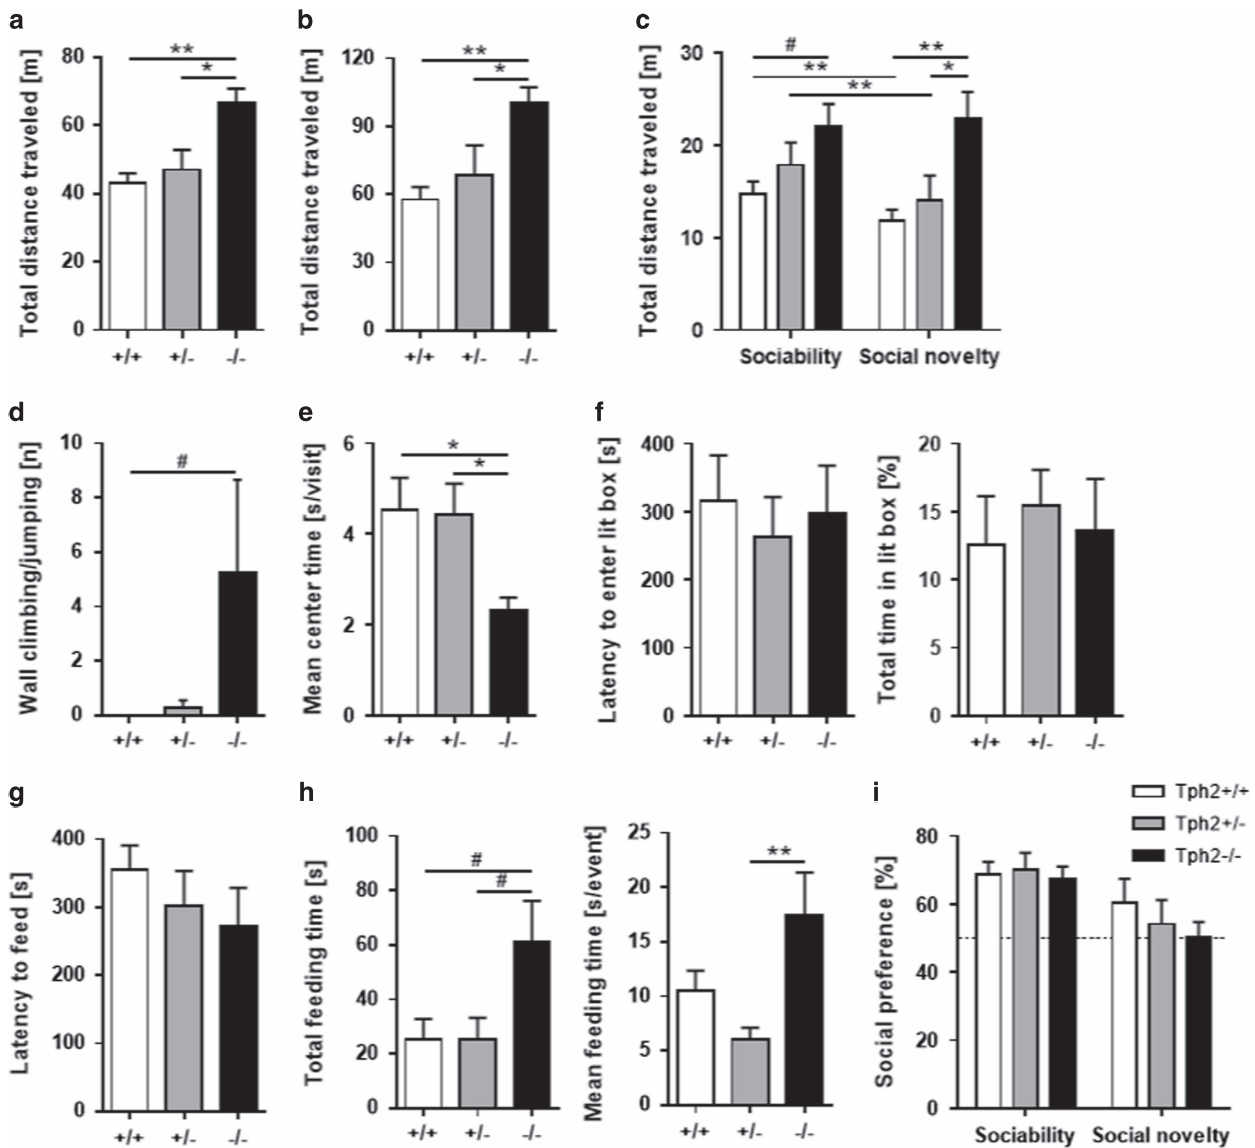 a
Total distance traveled [m]
80
60
40
20
0
** 
*
+/+ +/- -/-
b
Total distance traveled [m]
120
90
60
30
0
**
*
+/+ +/- -/-
c
Total distance traveled [m]
30
20
10
0
# **
** *
**
Sociability Social novelty
d
Wall climbing/jumping [n]
10
8
6
4
2
0
#
+/+ +/- -/-
e
Mean center time [s/visit]
6
4
2
0
*
*
+/+ +/- -/-
f
Latency to enter lit box [s]
400
300
200
100
0
+/+ +/- -/-
Total time in lit box [%]
20
15
10
5
0
+/+ +/- -/-
g
Latency to feed [s]
400
300
200
100
0
+/+ +/- -/-
h
Total feeding time [s]
100
80
60
40
20
0
#
#
+/+ +/- -/-
Mean feeding time [s/event]
25
20
15
10
5
0
**
+/+ +/- -/-
i
Tph2+/+
Tph2+/-
Tph2-/-
Social preference [%]
80
60
40
20
0
Sociability Social novelty